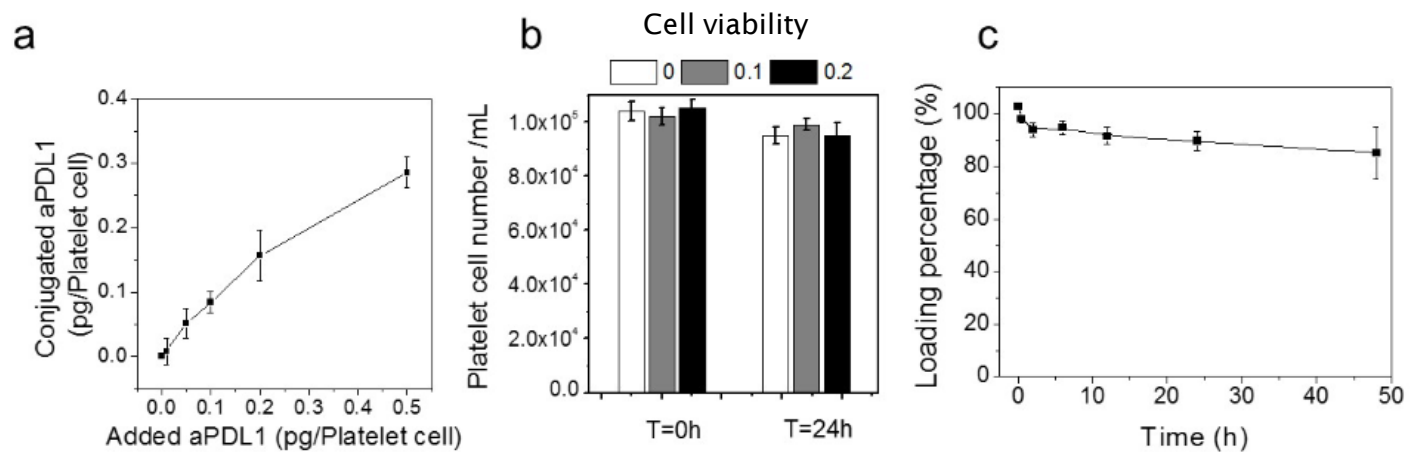 a
Conjugated aPDL1
(pg/Platelet cell)
0.4
0.3
0.2
0.1
0.0
0.0 0.1 0.2 0.3 0.4 0.5
Added aPDL1 (pg/Platelet cell)
b
Cell viability
0 0.1 0.2
Platelet cell number /mL
1.0x10⁵
8.0x10⁴
6.0x10⁴
4.0x10⁴
2.0x10⁴
0.0
T=0h T=24h
c
Loading percentage (%)
100
80
60
40
20
0
0 10 20 30 40 50
Time (h)